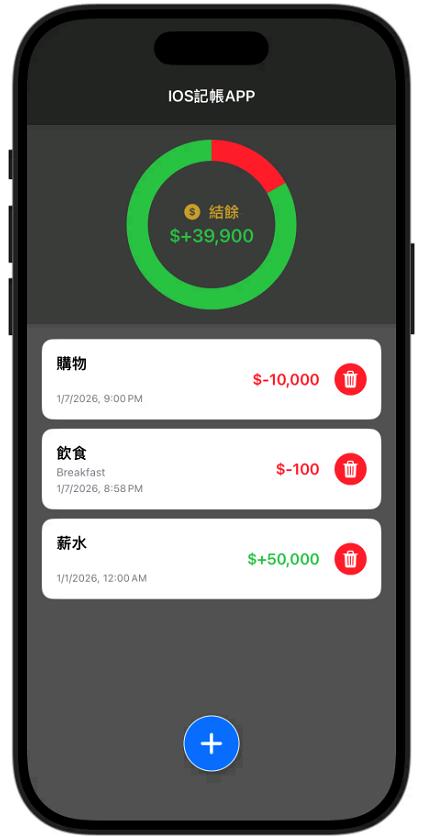 IOS記帳APP
$ 結餘
$+39,900
購物
$-10,000
1/7/2026, 9:00 PM
飲食
Breakfast
$-100
1/7/2026, 8:58 PM
薪水
$+50,000
1/1/2026, 12:00 AM
+